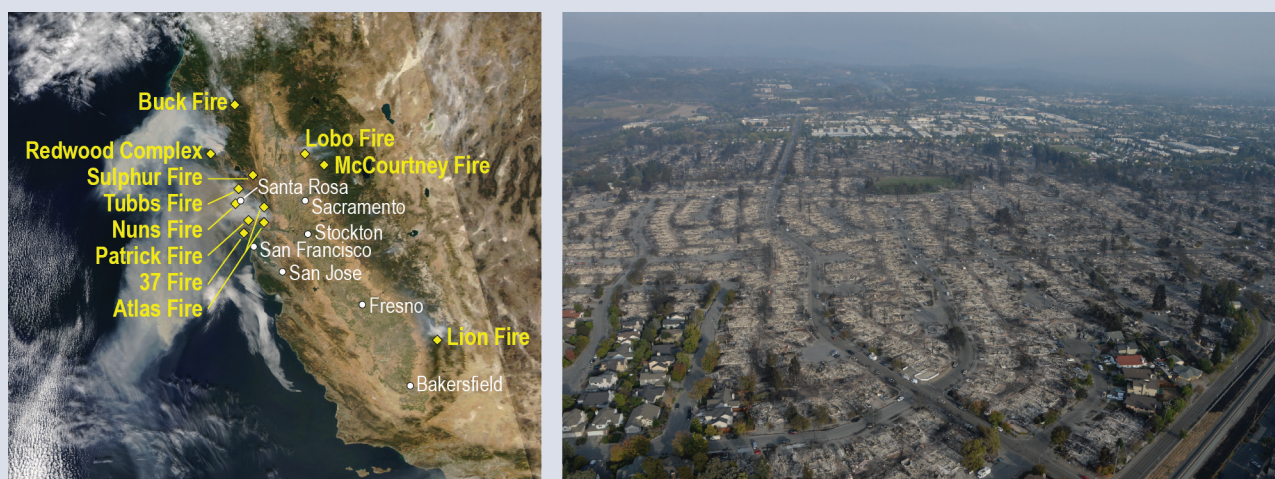 Buck Fire
Lobo Fire
Redwood Complex
McCourtney Fire
Sulphur Fire
Santa Rosa
Tubbs Fire
Sacramento
Nuns Fire
Stockton
Patrick Fire
San Francisco
37 Fire
San Jose
Atlas Fire
Fresno
Lion Fire
Bakersfield